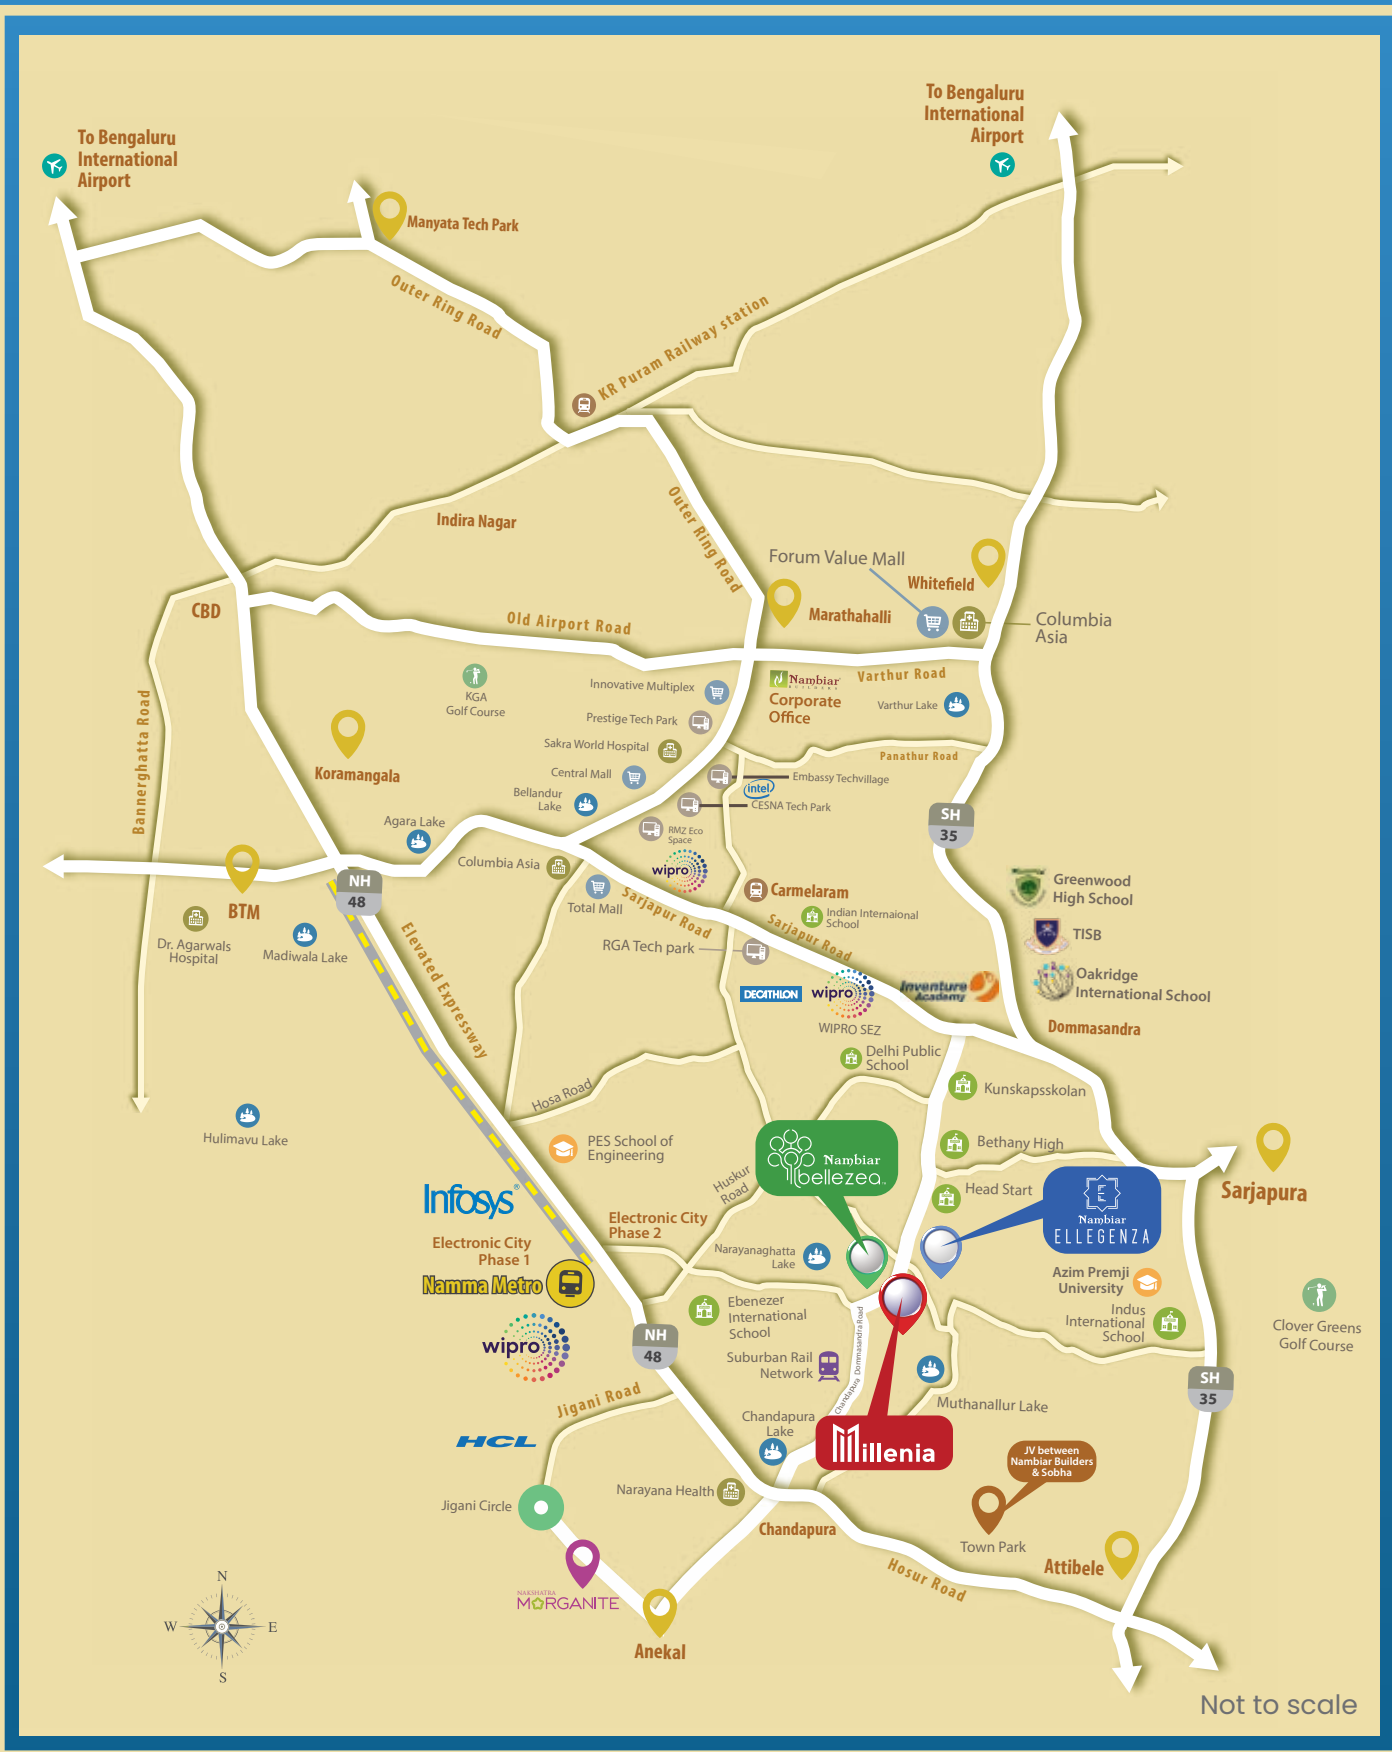 To Bengaluru
International
Airport
To Bengaluru
International
Airport
Manyata Tech Park
Outer Ring Road
KR Puram Railway station
Indira Nagar
Outer Ring Road
Forum Value Mall
Whitefield
CBD
Marathahalli
Columbia
Asia
Old Airport Road
Varthur Road
KGA
Golf Course
Innovative Multiplex
Nambiar
BUILDERS
Corporate
Office
Varthur Lake
Prestige Tech Park
Bannerghatta Road
Sakra World Hospital
Panathur Road
Koramangala
Central Mall
Embassy Techvillage
intel
Bellandur
Lake
CESNA Tech Park
Agara Lake
RMZ Eco
Space
SH
35
Columbia Asia
wipro
NH
48
Carmelaram
Greenwood
High School
BTM
Total Mall
Sarjapur Road
Sarjapur Road
Indian Internaional
School
TISB
Dr. Agarwals
Hospital
Madiwala Lake
Elevated Expressway
RGA Tech park
Oakridge
International School
DECATHLON
wipro
WIPRO SEZ
Inventure
Academy
Dommasandra
Delhi Public
School
Hosa Road
Kunskapsskolan
Hulimavu Lake
PES School of
Engineering
Bethany High
Nambiar
bellezea
Huskur
Road
Infosys
Head Start
E
Nambiar
ELLEGENZA
Sarjapura
Electronic City
Phase 2
Electronic City
Phase 1
Namma Metro
Narayanaghatta
Lake
Azim Premji
University
Ebenezer
International
School
Indus
International
School
Clover Greens
Golf Course
wipro
NH
48
Suburban Rail
Network
Chandapura Dommasandra Road
SH
35
Jigani Road
Muthanallur Lake
Chandapura
Lake
Millenia
HCL
JV between
Nambiar Builders
& Sobha
Narayana Health
Jigani Circle
Chandapura
Town Park
Attibele
Hosur Road
NAKSHATRA
MORGANITE
Anekal
N
W
E
S
Not to scale